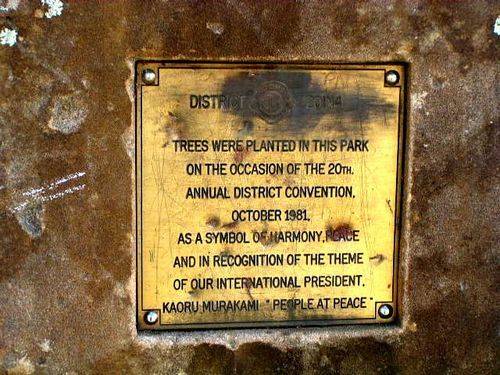 DISTRICT 201N4
TREES WERE PLANTED IN THIS PARK
ON THE OCCASION OF THE 20TH.
ANNUAL DISTRICT CONVENTION,
OCTOBER 1981,
AS A SYMBOL OF HARMONY, PEACE
AND IN RECOGNITION OF THE THEME
OF OUR INTERNATIONAL PRESIDENT,
KAORU MURAKAMI "PEOPLE AT PEACE"